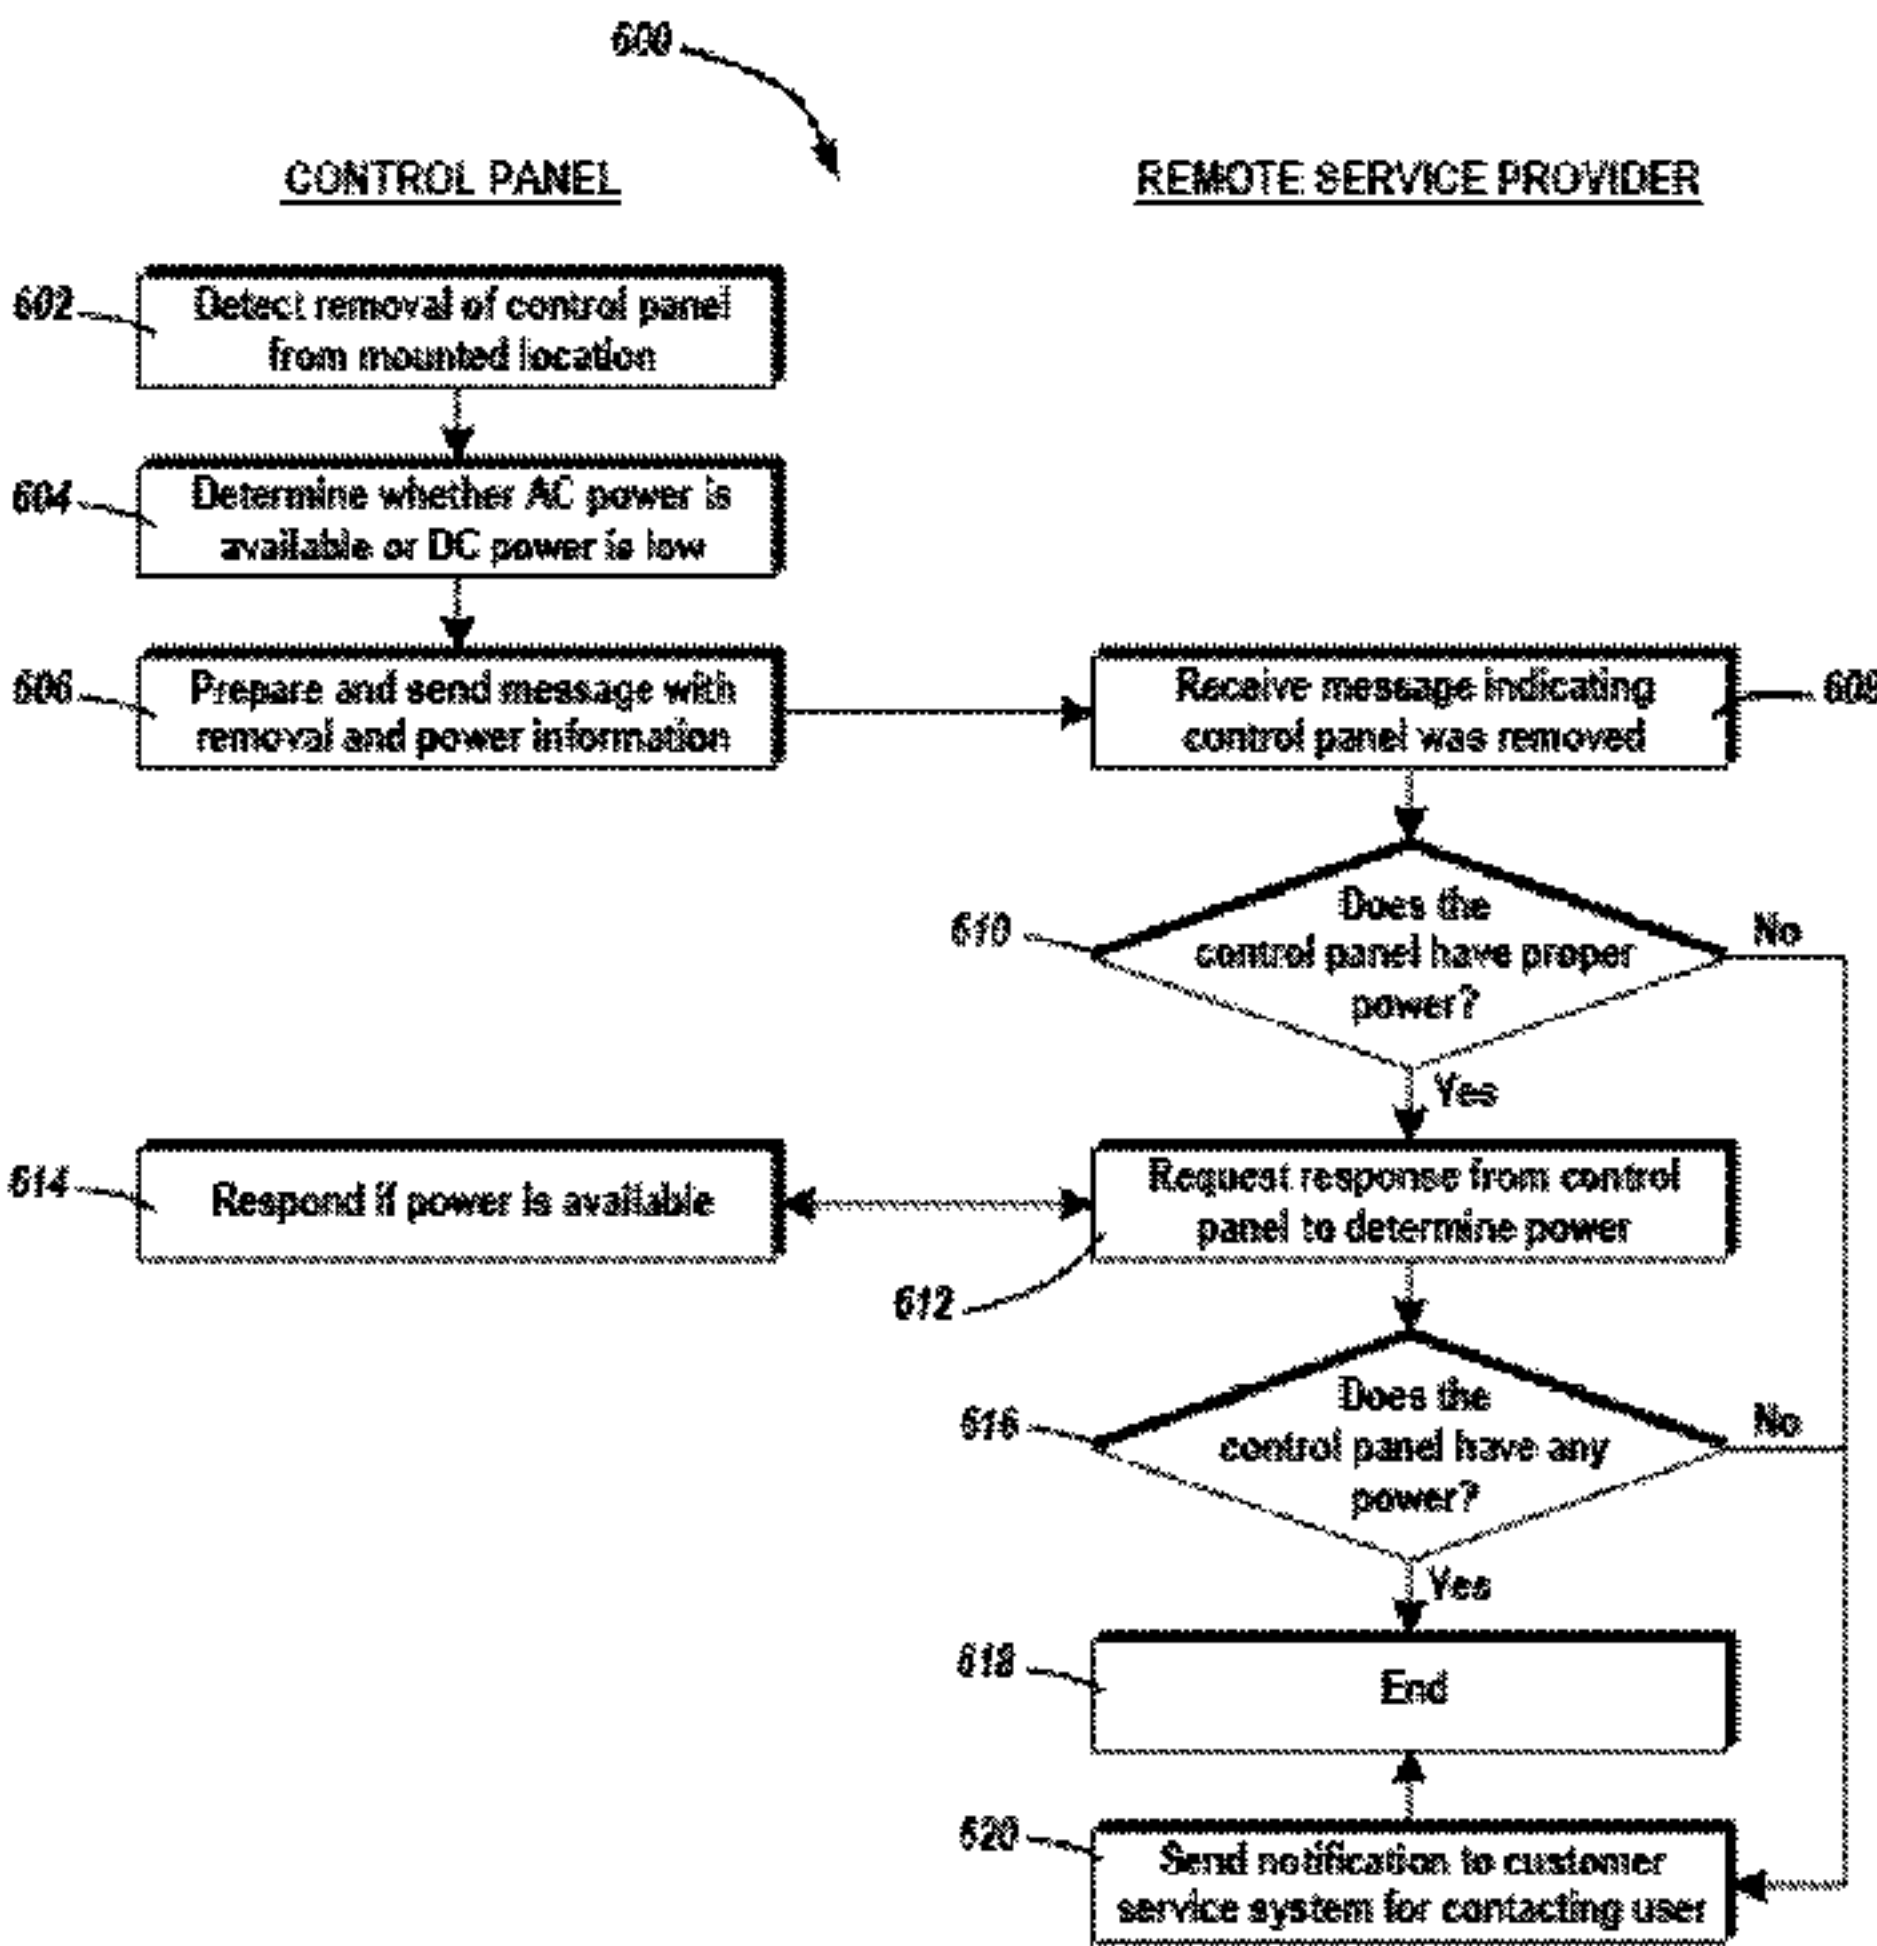 600
CONTROL PANEL
REMOTE SERVICE PROVIDER
602
Detect removal of control panel
from mounted location
604
Determine whether AC power is
available or DC power is low
606
Prepare and send message with
removal and power information
Receive message indicating
control panel was removed
608
610
Does the
control panel have proper
power?
No
Yes
614
Respond if power is available
Request response from control
panel to determine power
612
616
Does the
control panel have any
power?
No
Yes
618
End
620
Send notification to customer
service system for contacting user